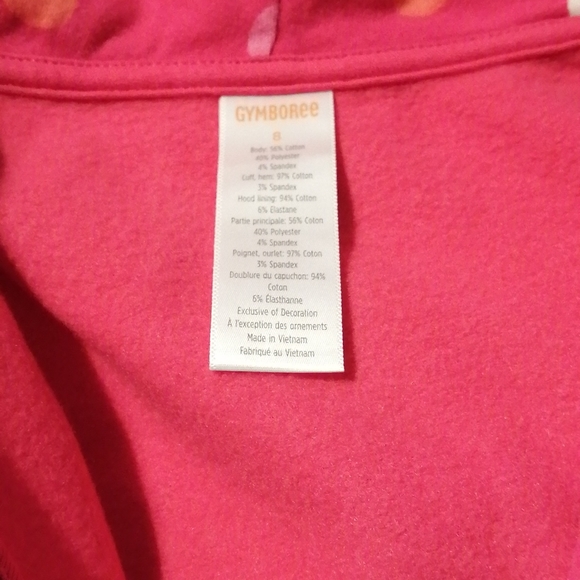 GYMBOREE
8
Body: 56% Cotton
40% Polyester
4% Spandex
Cuff, hem: 97% Cotton
3% Spandex
Hood lining: 94% Cotton
6% Elastane
Partie principale: 56% Coton
40% Polyester
4% Spandex
Poignet, ourlet: 97% Coton
3% Spandex
Doublure du capuchon: 94%
Coton
6% Élasthanne
Exclusive of Decoration
À l'exception des ornements
Made in Vietnam
Fabriqué au Vietnam